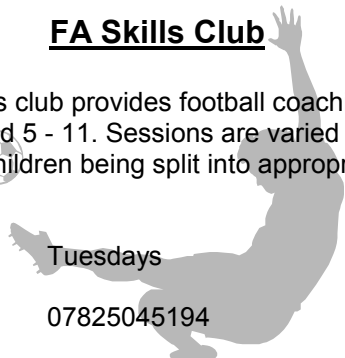 FA Skills Club
s club provides football coach
d 5 - 11. Sessions are varied
hildren being split into appropr
Tuesdays
07825045194